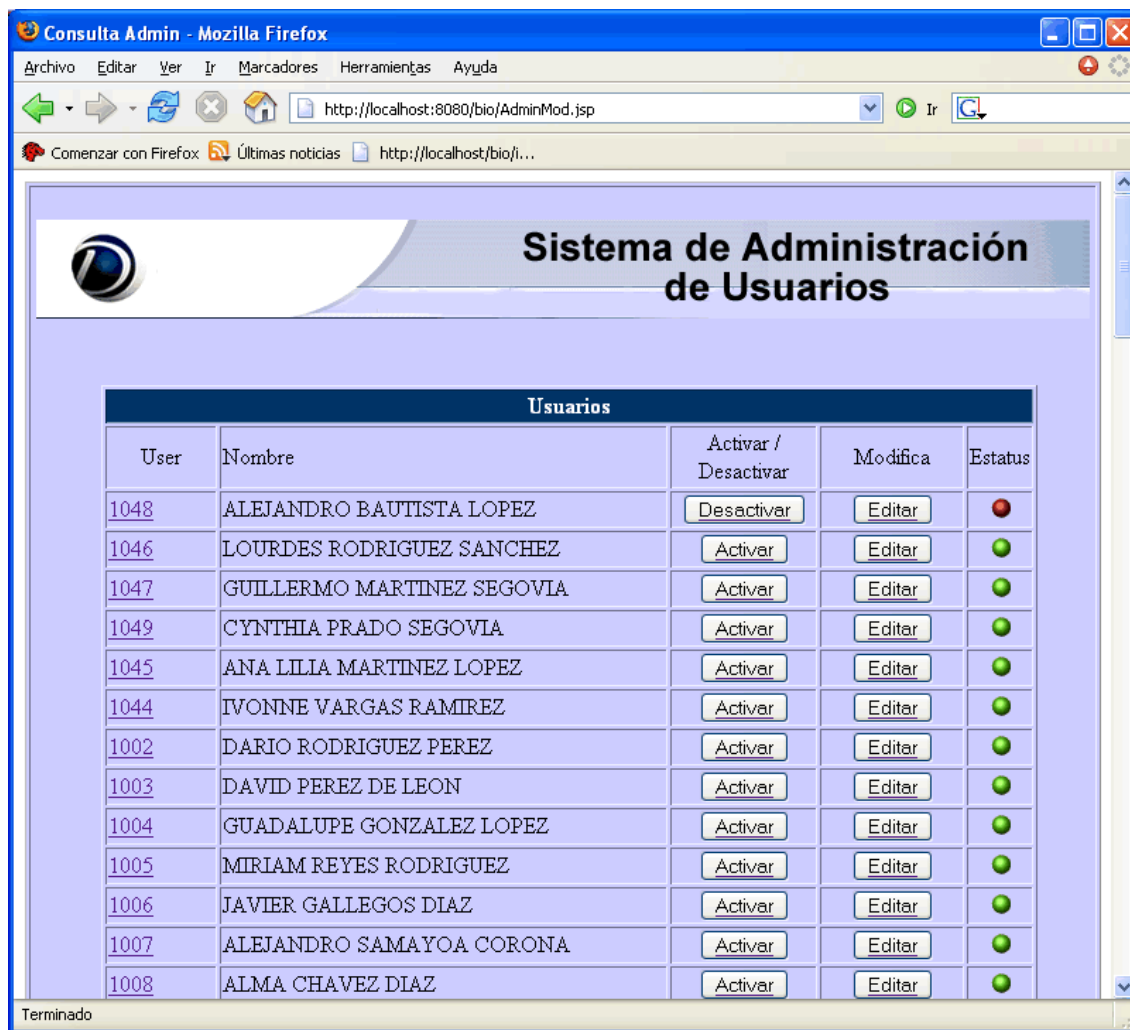 Consulta Admin - Mozilla Firefox
Archivo Editar Ver Ir Marcadores Herramientas Ayuda
http://localhost:8080/bio/AdminMod.jsp Ir G
Comenzar con Firefox Últimas noticias http://localhost/bio/i...
Sistema de Administración
de Usuarios
Usuarios
User Nombre Activar / Desactivar Modifica Estatus
1048 ALEJANDRO BAUTISTA LOPEZ Desactivar Editar
1046 LOURDES RODRIGUEZ SANCHEZ Activar Editar
1047 GUILLERMO MARTINEZ SEGOVIA Activar Editar
1049 CYNTHIA PRADO SEGOVIA Activar Editar
1045 ANA LILIA MARTINEZ LOPEZ Activar Editar
1044 IVONNE VARGAS RAMIREZ Activar Editar
1002 DARIO RODRIGUEZ PEREZ Activar Editar
1003 DAVID PEREZ DE LEON Activar Editar
1004 GUADALUPE GONZALEZ LOPEZ Activar Editar
1005 MIRIAM REYES RODRIGUEZ Activar Editar
1006 JAVIER GALLEGOS DIAZ Activar Editar
1007 ALEJANDRO SAMAYOA CORONA Activar Editar
1008 ALMA CHAVEZ DIAZ Activar Editar
Terminado